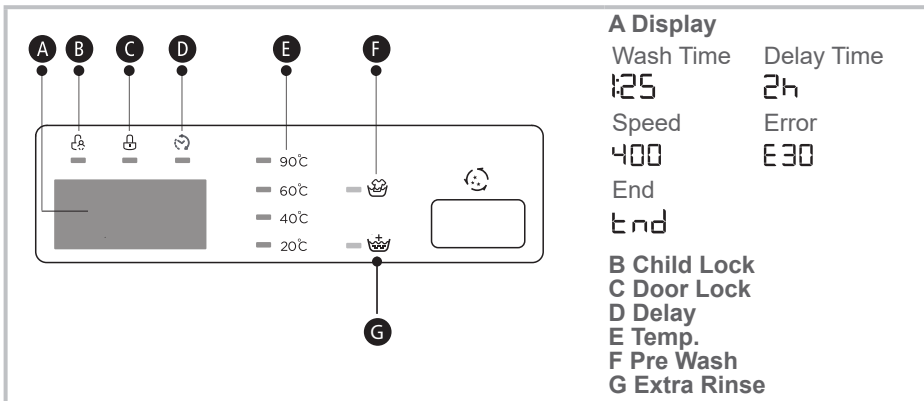 A B C D E F
90°C
60°C
40°C
20°C
G
A Display
Wash Time Delay Time
1:25 2h
Speed Error
400 E30
End
End
B Child Lock
C Door Lock
D Delay
E Temp.
F Pre Wash
G Extra Rinse